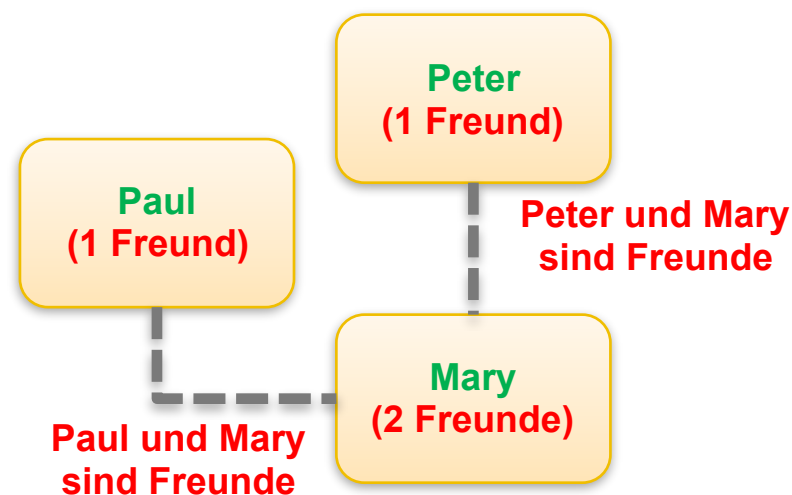 Peter
(1 Freund)
Paul
(1 Freund)
Peter und Mary
sind Freunde
Mary
(2 Freunde)
Paul und Mary
sind Freunde